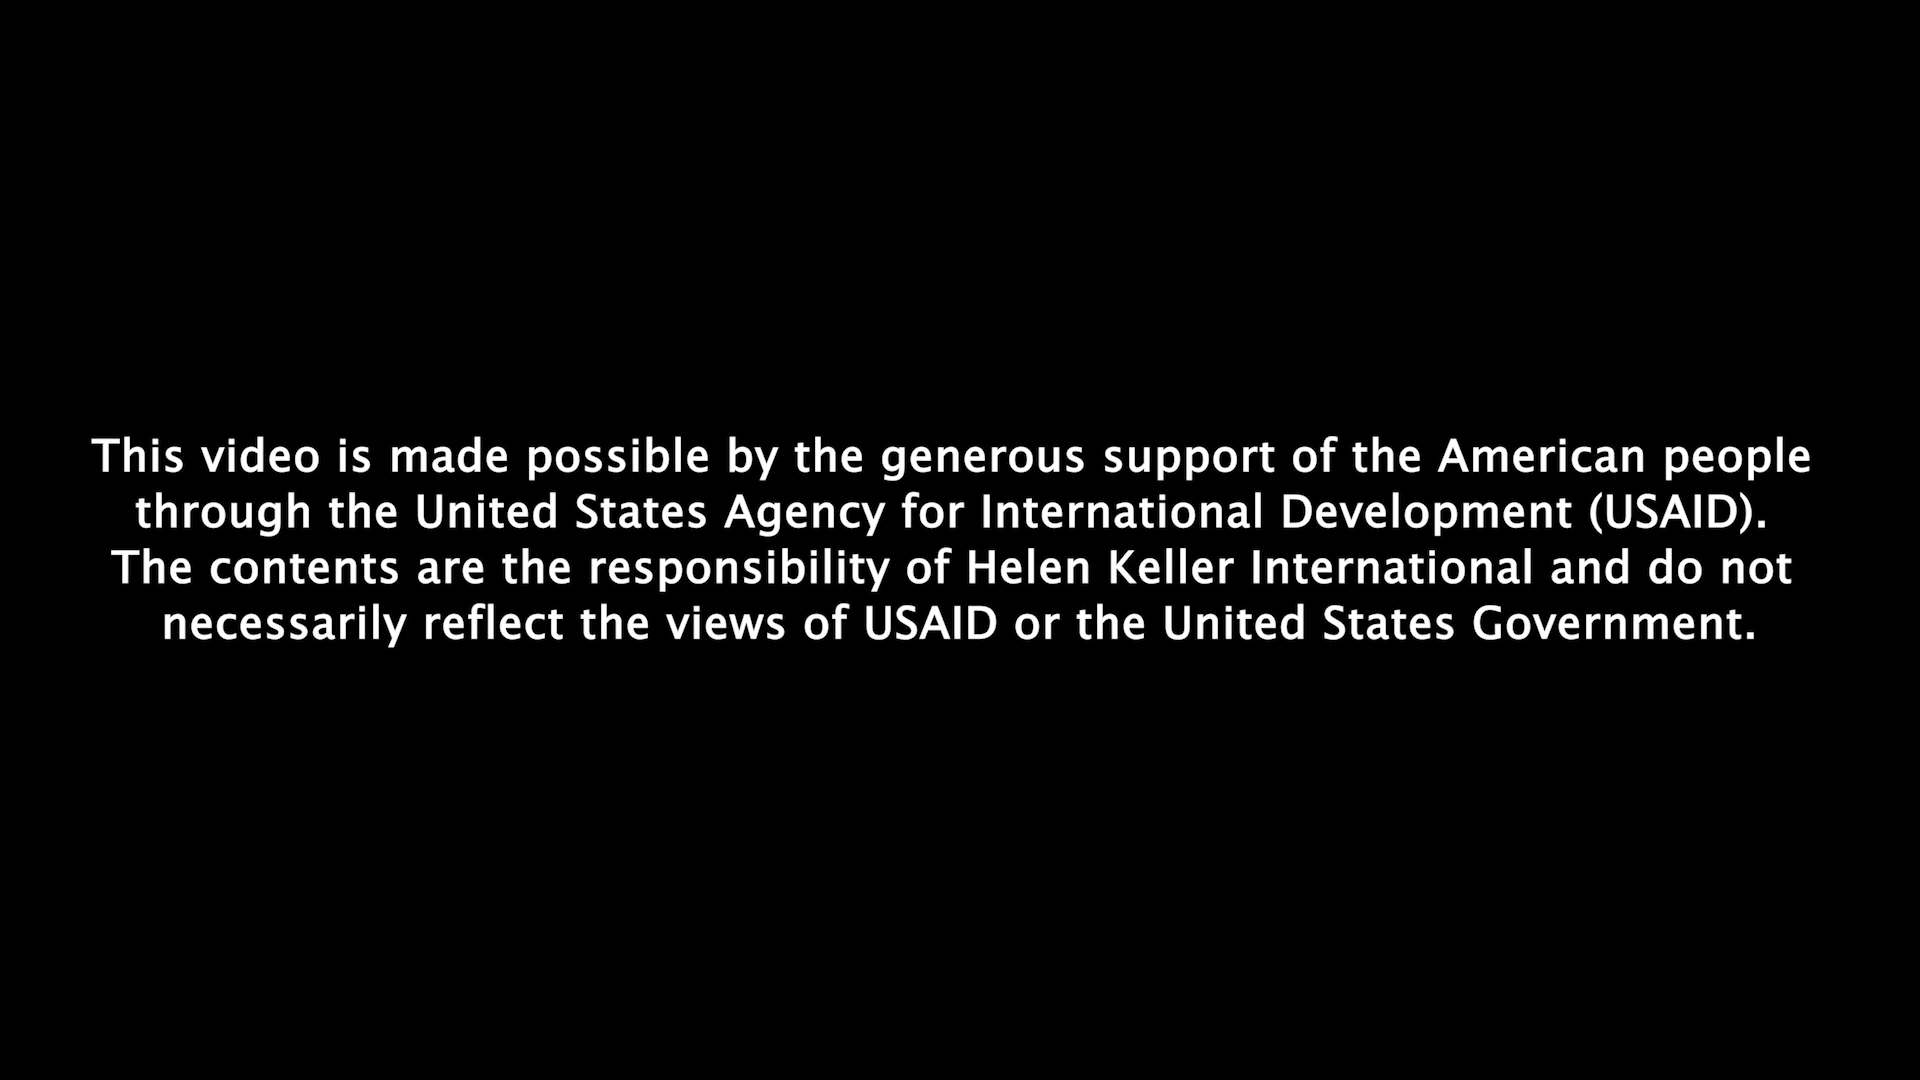 This video is made possible by the generous support of the American people
through the United States Agency for International Development (USAID).
The contents are the responsibility of Helen Keller International and do not
necessarily reflect the views of USAID or the United States Government.